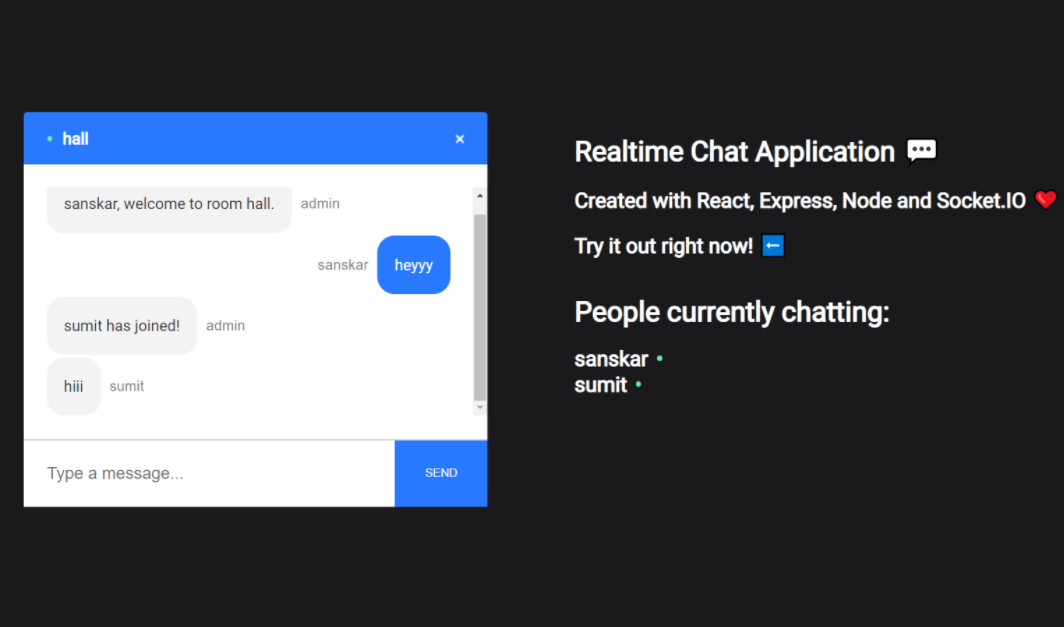 hall ×
sanskar, welcome to room hall. admin
sanskar heyyy
sumit has joined! admin
hiii sumit
Type a message... SEND
Realtime Chat Application 💬
Created with React, Express, Node and Socket.IO ❤️
Try it out right now! ⬅️
People currently chatting:
sanskar
sumit